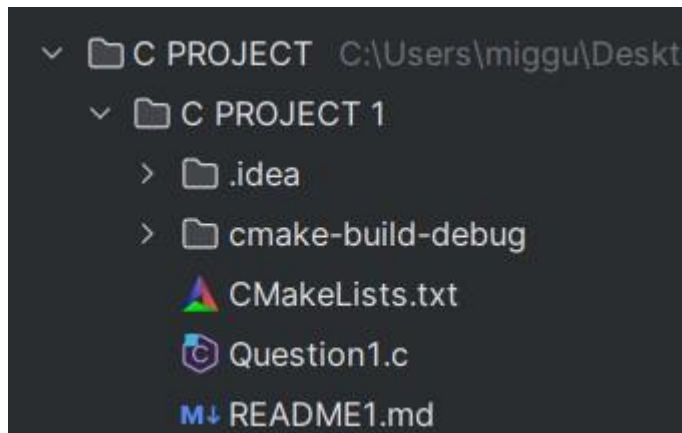 C PROJECT C:\Users\miggu\Deskt
C PROJECT 1
.idea
cmake-build-debug
CMakeLists.txt
C Question1.c
M↓ README1.md